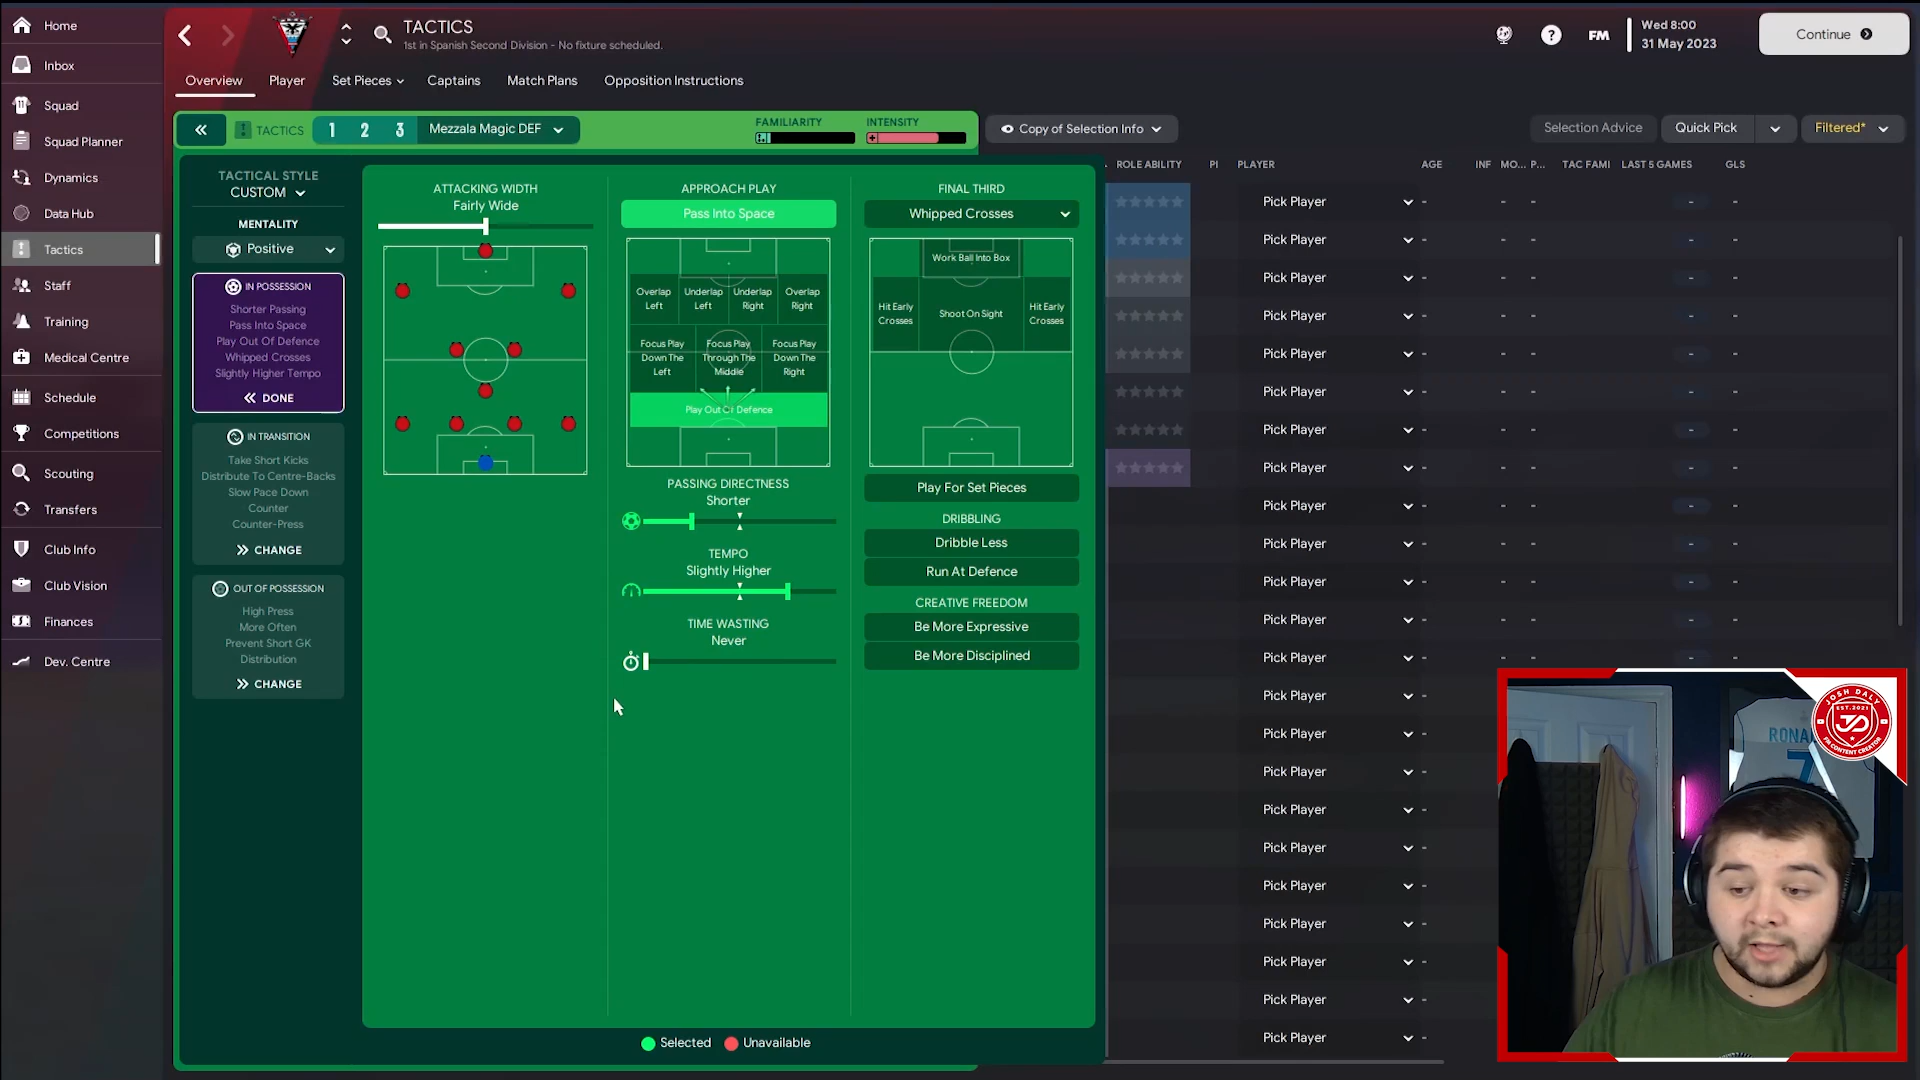 Home
Inbox
Squad
Squad Planner
Dynamics
Data Hub
Tactics
Staff
Training
Medical Centre
Schedule
Competitions
Scouting
Transfers
Club Info
Club Vision
Finances
Dev. Centre
TACTICS
1st in Spanish Second Division - No fixture scheduled.
?
FM
Wed 8:00
31 May 2023
Continue
Overview
Player
Set Pieces
Captains
Match Plans
Opposition Instructions
TACTICS
1 2 3
Mezzala Magic DEF
FAMILIARITY
INTENSITY
Copy of Selection Info
Selection Advice
Quick Pick
Filtered*
TACTICAL STYLE
CUSTOM
MENTALITY
Positive
IN POSSESSION
Shorter Passing
Pass Into Space
Play Out Of Defence
Whipped Crosses
Slightly Higher Tempo
DONE
IN TRANSITION
Take Short Kicks
Distribute To Centre-Backs
Slow Pace Down
Counter
Counter-Press
CHANGE
OUT OF POSSESSION
High Press
More Often
Prevent Short GK
Distribution
CHANGE
ATTACKING WIDTH
Fairly Wide
APPROACH PLAY
Pass Into Space
Overlap Left
Underlap Left
Underlap Right
Overlap Right
Focus Play Down The Left
Focus Play Through The Middle
Focus Play Down The Right
Play Out Of Defence
PASSING DIRECTNESS
Shorter
TEMPO
Slightly Higher
TIME WASTING
Never
FINAL THIRD
Whipped Crosses
Work Ball Into Box
Hit Early Crosses
Shoot On Sight
Hit Early Crosses
Play For Set Pieces
DRIBBLING
Dribble Less
Run At Defence
CREATIVE FREEDOM
Be More Expressive
Be More Disciplined
Selected
Unavailable
ROLE ABILITY PI PLAYER AGE INF MO... P... TAC FAMI LAST 5 GAMES GLS
Pick Player - - - - -
Pick Player - - - - -
Pick Player - - - - -
Pick Player - - - - -
Pick Player - - - - -
Pick Player - - - - -
Pick Player - - - - -
Pick Player - - - - -
Pick Player - - - - -
Pick Player - - - - -
Pick Player - - - - -
Pick Player - - - - -
Pick Player - - - - -
Pick Player -
Pick Player -
Pick Player -
Pick Player -
Pick Player -
Pick Player -
Pick Player -
Pick Player -
Pick Player -
Pick Player -
JOSH DALY
EST.2021
JD
FM CONTENT CREATOR
7